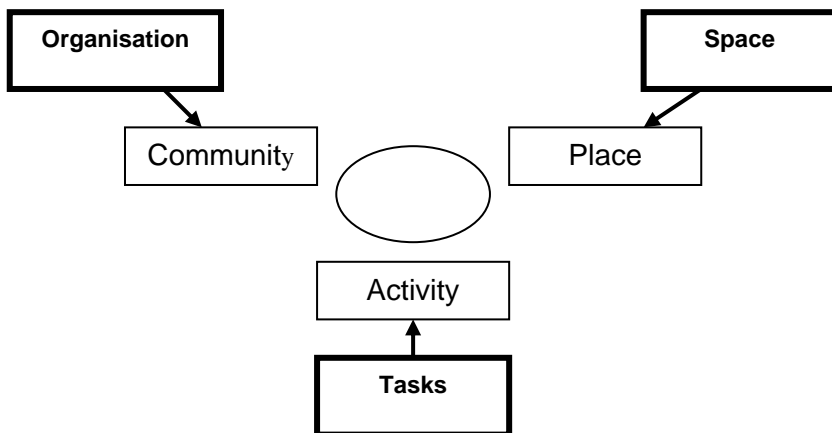 Organisation
Space
Community
Place
Activity
Tasks